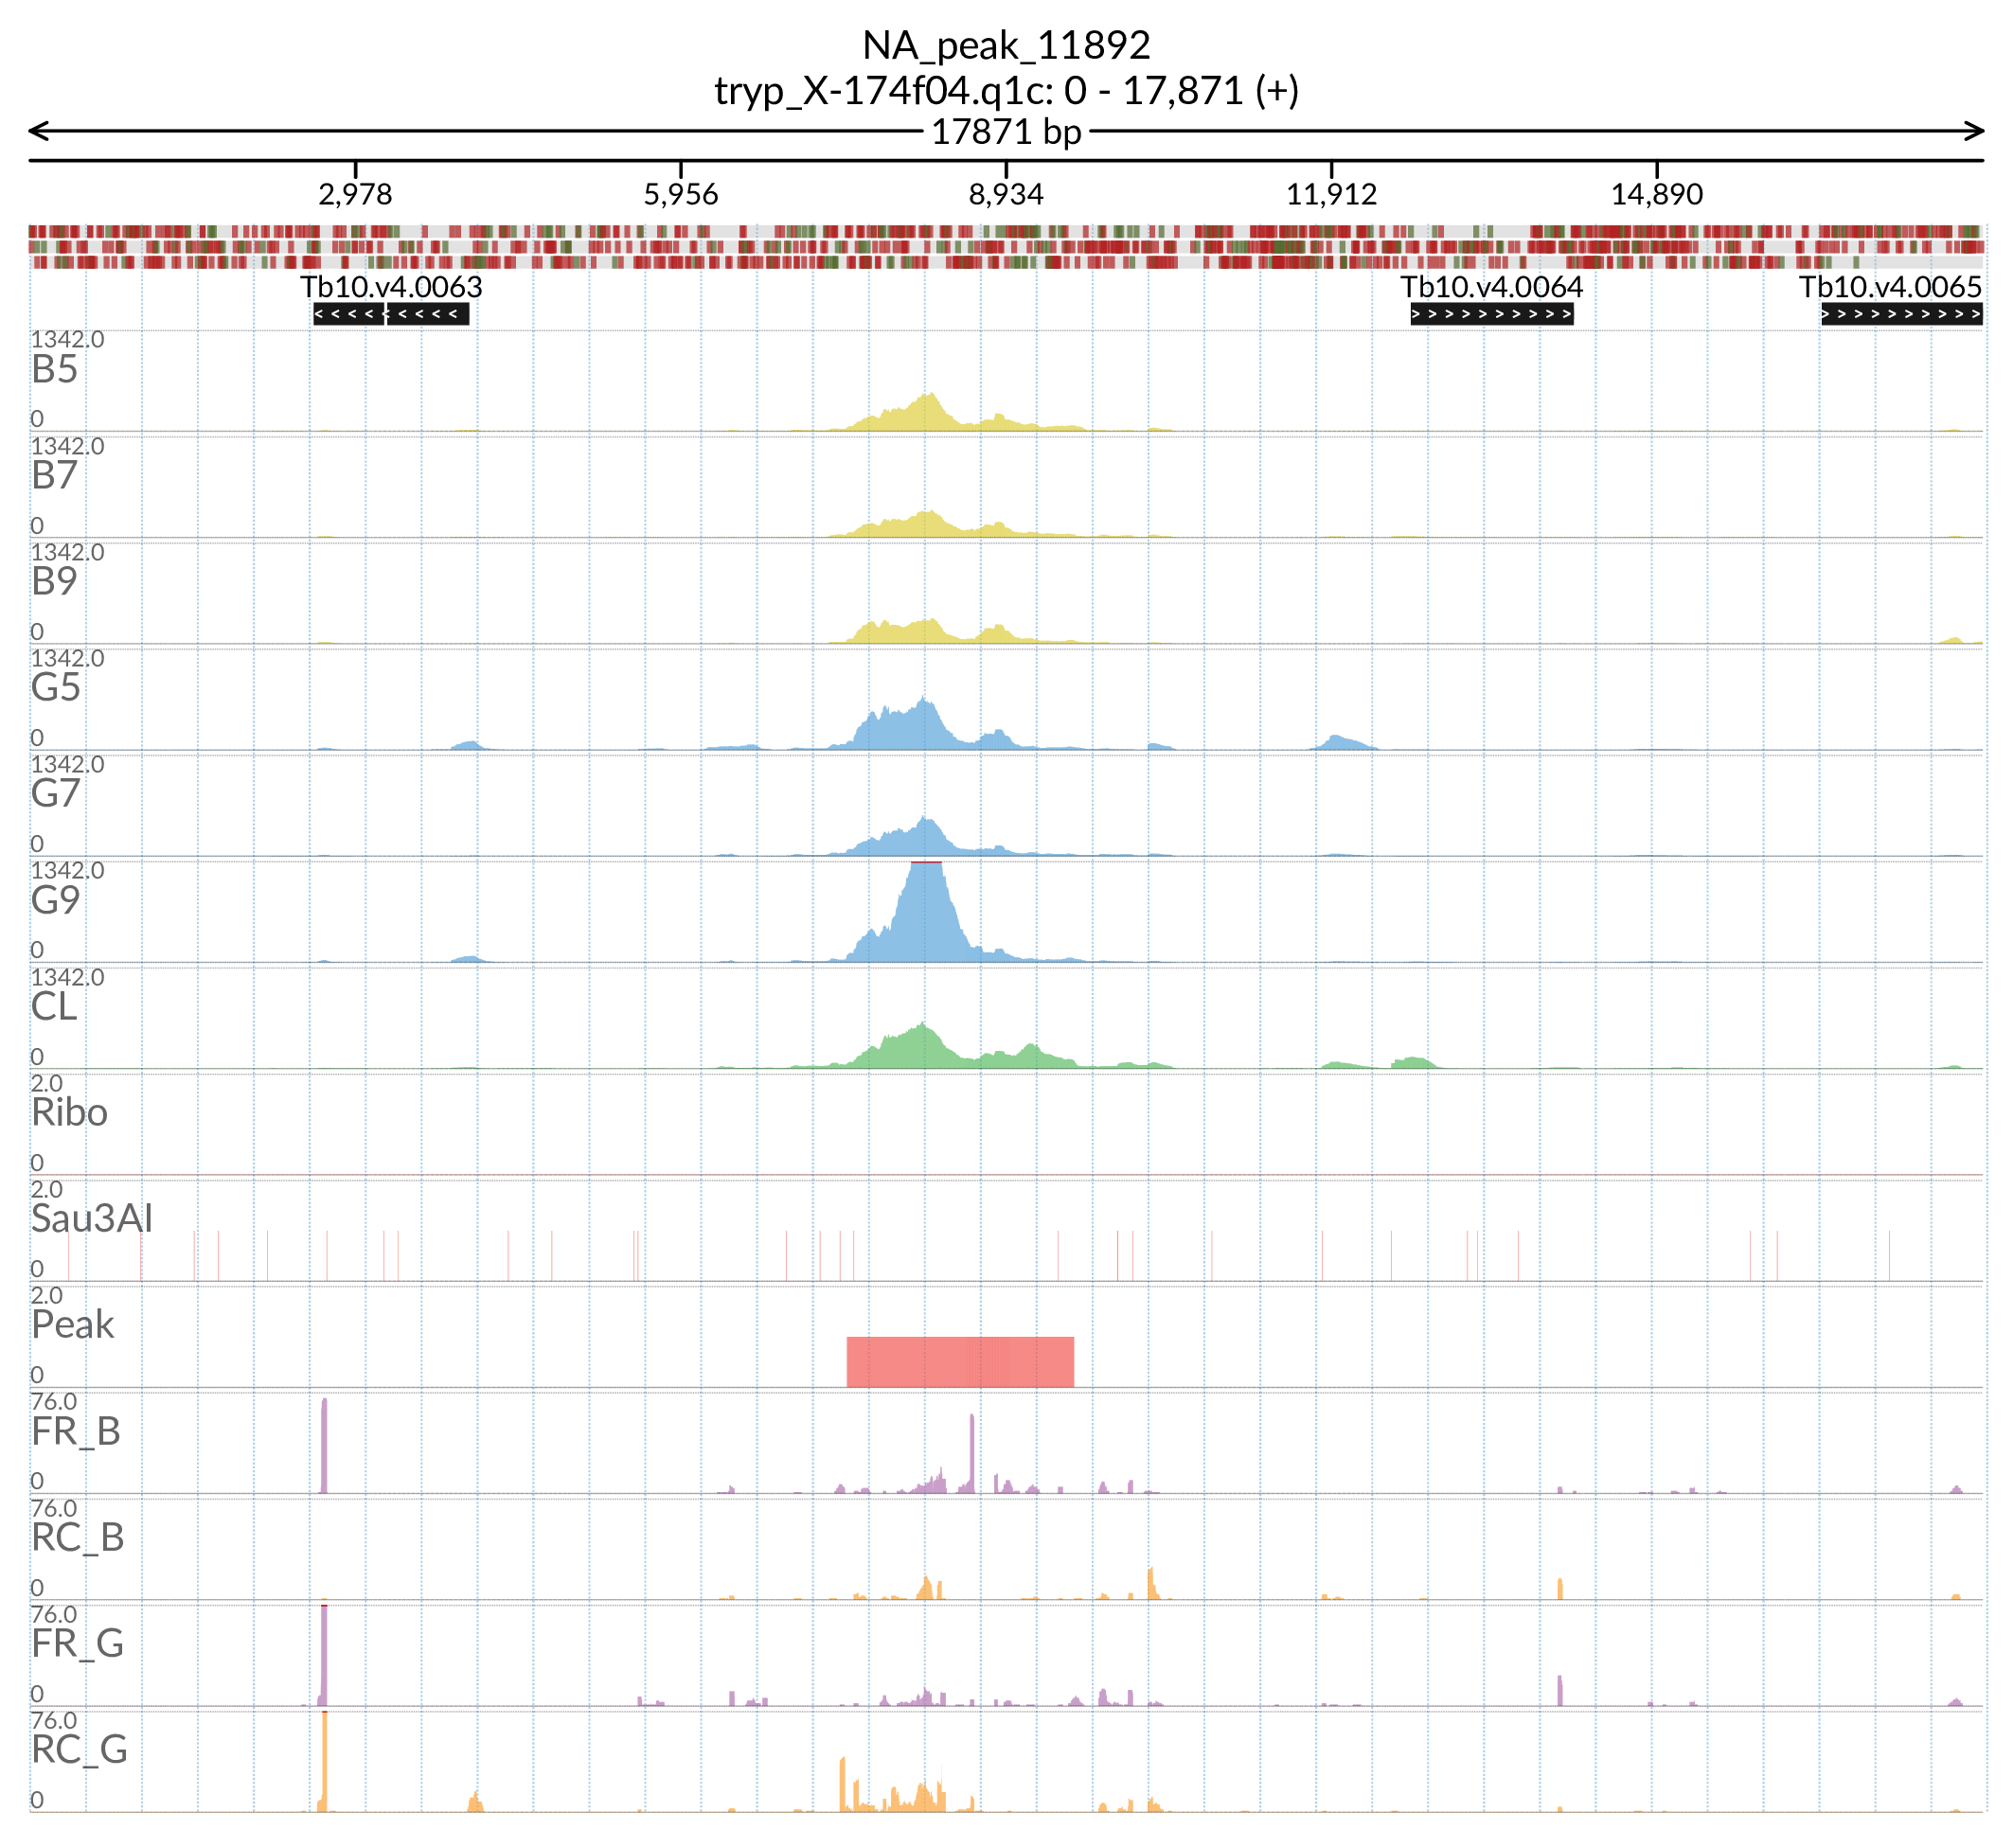 NA_peak_11892
tryp_X-174f04.q1c: 0 - 17,871 (+)
17871 bp
2,978 5,956 8,934 11,912 14,890
Tb10.v4.0063 Tb10.v4.0064 Tb10.v4.0065
1342.0
B5
0
1342.0
B7
0
1342.0
B9
0
1342.0
G5
0
1342.0
G7
0
1342.0
G9
0
1342.0
CL
0
2.0
Ribo
0
2.0
Sau3AI
0
2.0
Peak
0
76.0
FR_B
0
76.0
RC_B
0
76.0
FR_G
0
76.0
RC_G
0